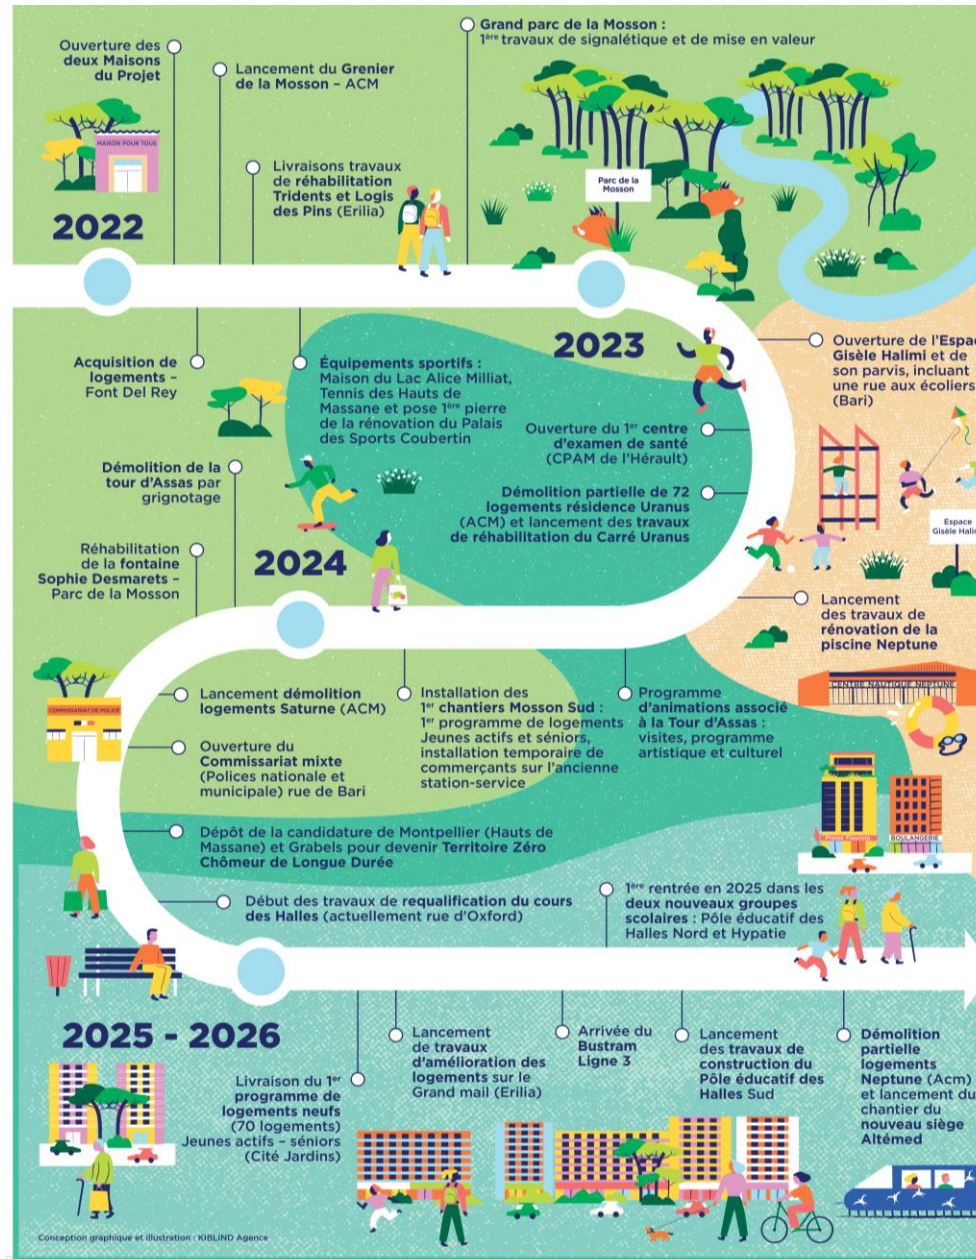 Ouverture des
deux Maisons
du Projet
Lancement du Grenier
de la Mosson – ACM
Grand parc de la Mosson :
1ère travaux de signalétique et de mise en valeur
MAISON POUR TOUS
Livraisons travaux
de réhabilitation
Tridents et Logis
des Pins (Erilia)
Parc de la
Mosson
2022
Acquisition de
logements –
Font Del Rey
Équipements sportifs :
Maison du Lac Alice Milliat,
Tennis des Hauts de
Massane et pose 1ère pierre
de la rénovation du Palais
des Sports Coubertin
2023
Ouverture de l'Espac
Gisèle Halimi et de
son parvis, incluant
une rue aux écoliers
(Bari)
Ouverture du 1er centre
d'examen de santé
(CPAM de l'Hérault)
Démolition partielle de 72
logements résidence Uranus
(ACM) et lancement des travaux
de réhabilitation du Carré Uranus
Espace
Gisèle Halim
Lancement
des travaux de
rénovation de la
piscine Neptune
CENTRE NAUTIQUE NEPTUNE
Démolition de la
tour d'Assas par
grignotage
Réhabilitation
de la fontaine
Sophie Desmarets –
Parc de la Mosson
2024
Programme
d'animations associé
à la Tour d'Assas :
visites, programme
artistique et culturel
Installation des
1er chantiers Mosson Sud :
1er programme de logements
Jeunes actifs et séniors,
installation temporaire de
commerçants sur l'ancienne
station-service
Lancement démolition
logements Saturne (ACM)
COMMISSARIAT DE POLICE
Ouverture du
Commissariat mixte
(Polices nationale et
municipale) rue de Bari
BOULANGERIE
Dépôt de la candidature de Montpellier (Hauts de
Massane) et Grabels pour devenir Territoire Zéro
Chômeur de Longue Durée
Début des travaux de requalification du cours
des Halles (actuellement rue d'Oxford)
1ère rentrée en 2025 dans les
deux nouveaux groupes
scolaires : Pôle éducatif des
Halles Nord et Hypatie
2025 - 2026
Livraison du 1er
programme de
logements neufs
(70 logements)
Jeunes actifs – séniors
(Cité Jardins)
Lancement
de travaux
d'amélioration des
logements sur le
Grand mail (Erilia)
Arrivée du
Bustram
Ligne 3
Lancement
des travaux de
construction du
Pôle éducatif des
Halles Sud
Démolition
partielle
logements
Neptune (Acm)
et lancement du
chantier du
nouveau siège
Altémed
Conception graphique et illustration : KIBLIND Agence